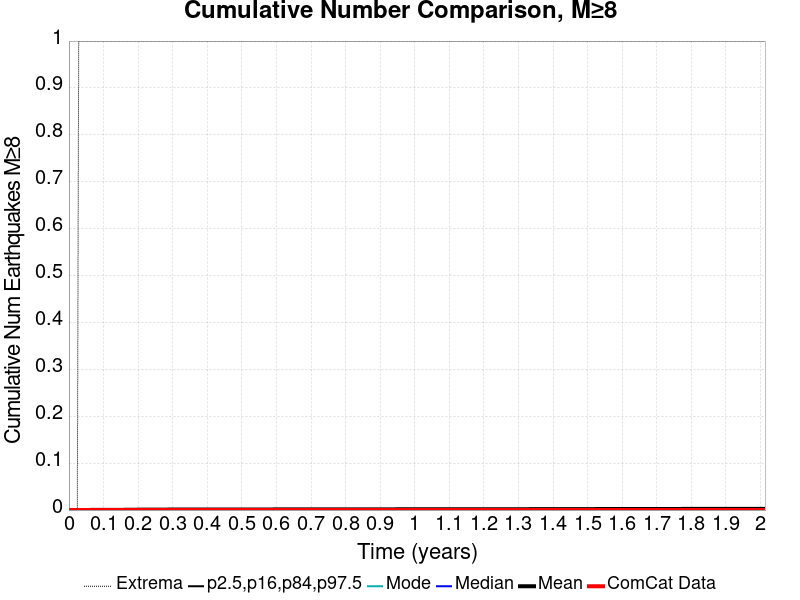 Cumulative Number Comparison, M≥8
Cumulative Num Earthquakes M≥8
1
0.9
0.8
0.7
0.6
0.5
0.4
0.3
0.2
0.1
0
0 0.1 0.2 0.3 0.4 0.5 0.6 0.7 0.8 0.9 1 1.1 1.2 1.3 1.4 1.5 1.6 1.7 1.8 1.9 2
Time (years)
Extrema p2.5,p16,p84,p97.5 Mode Median Mean ComCat Data